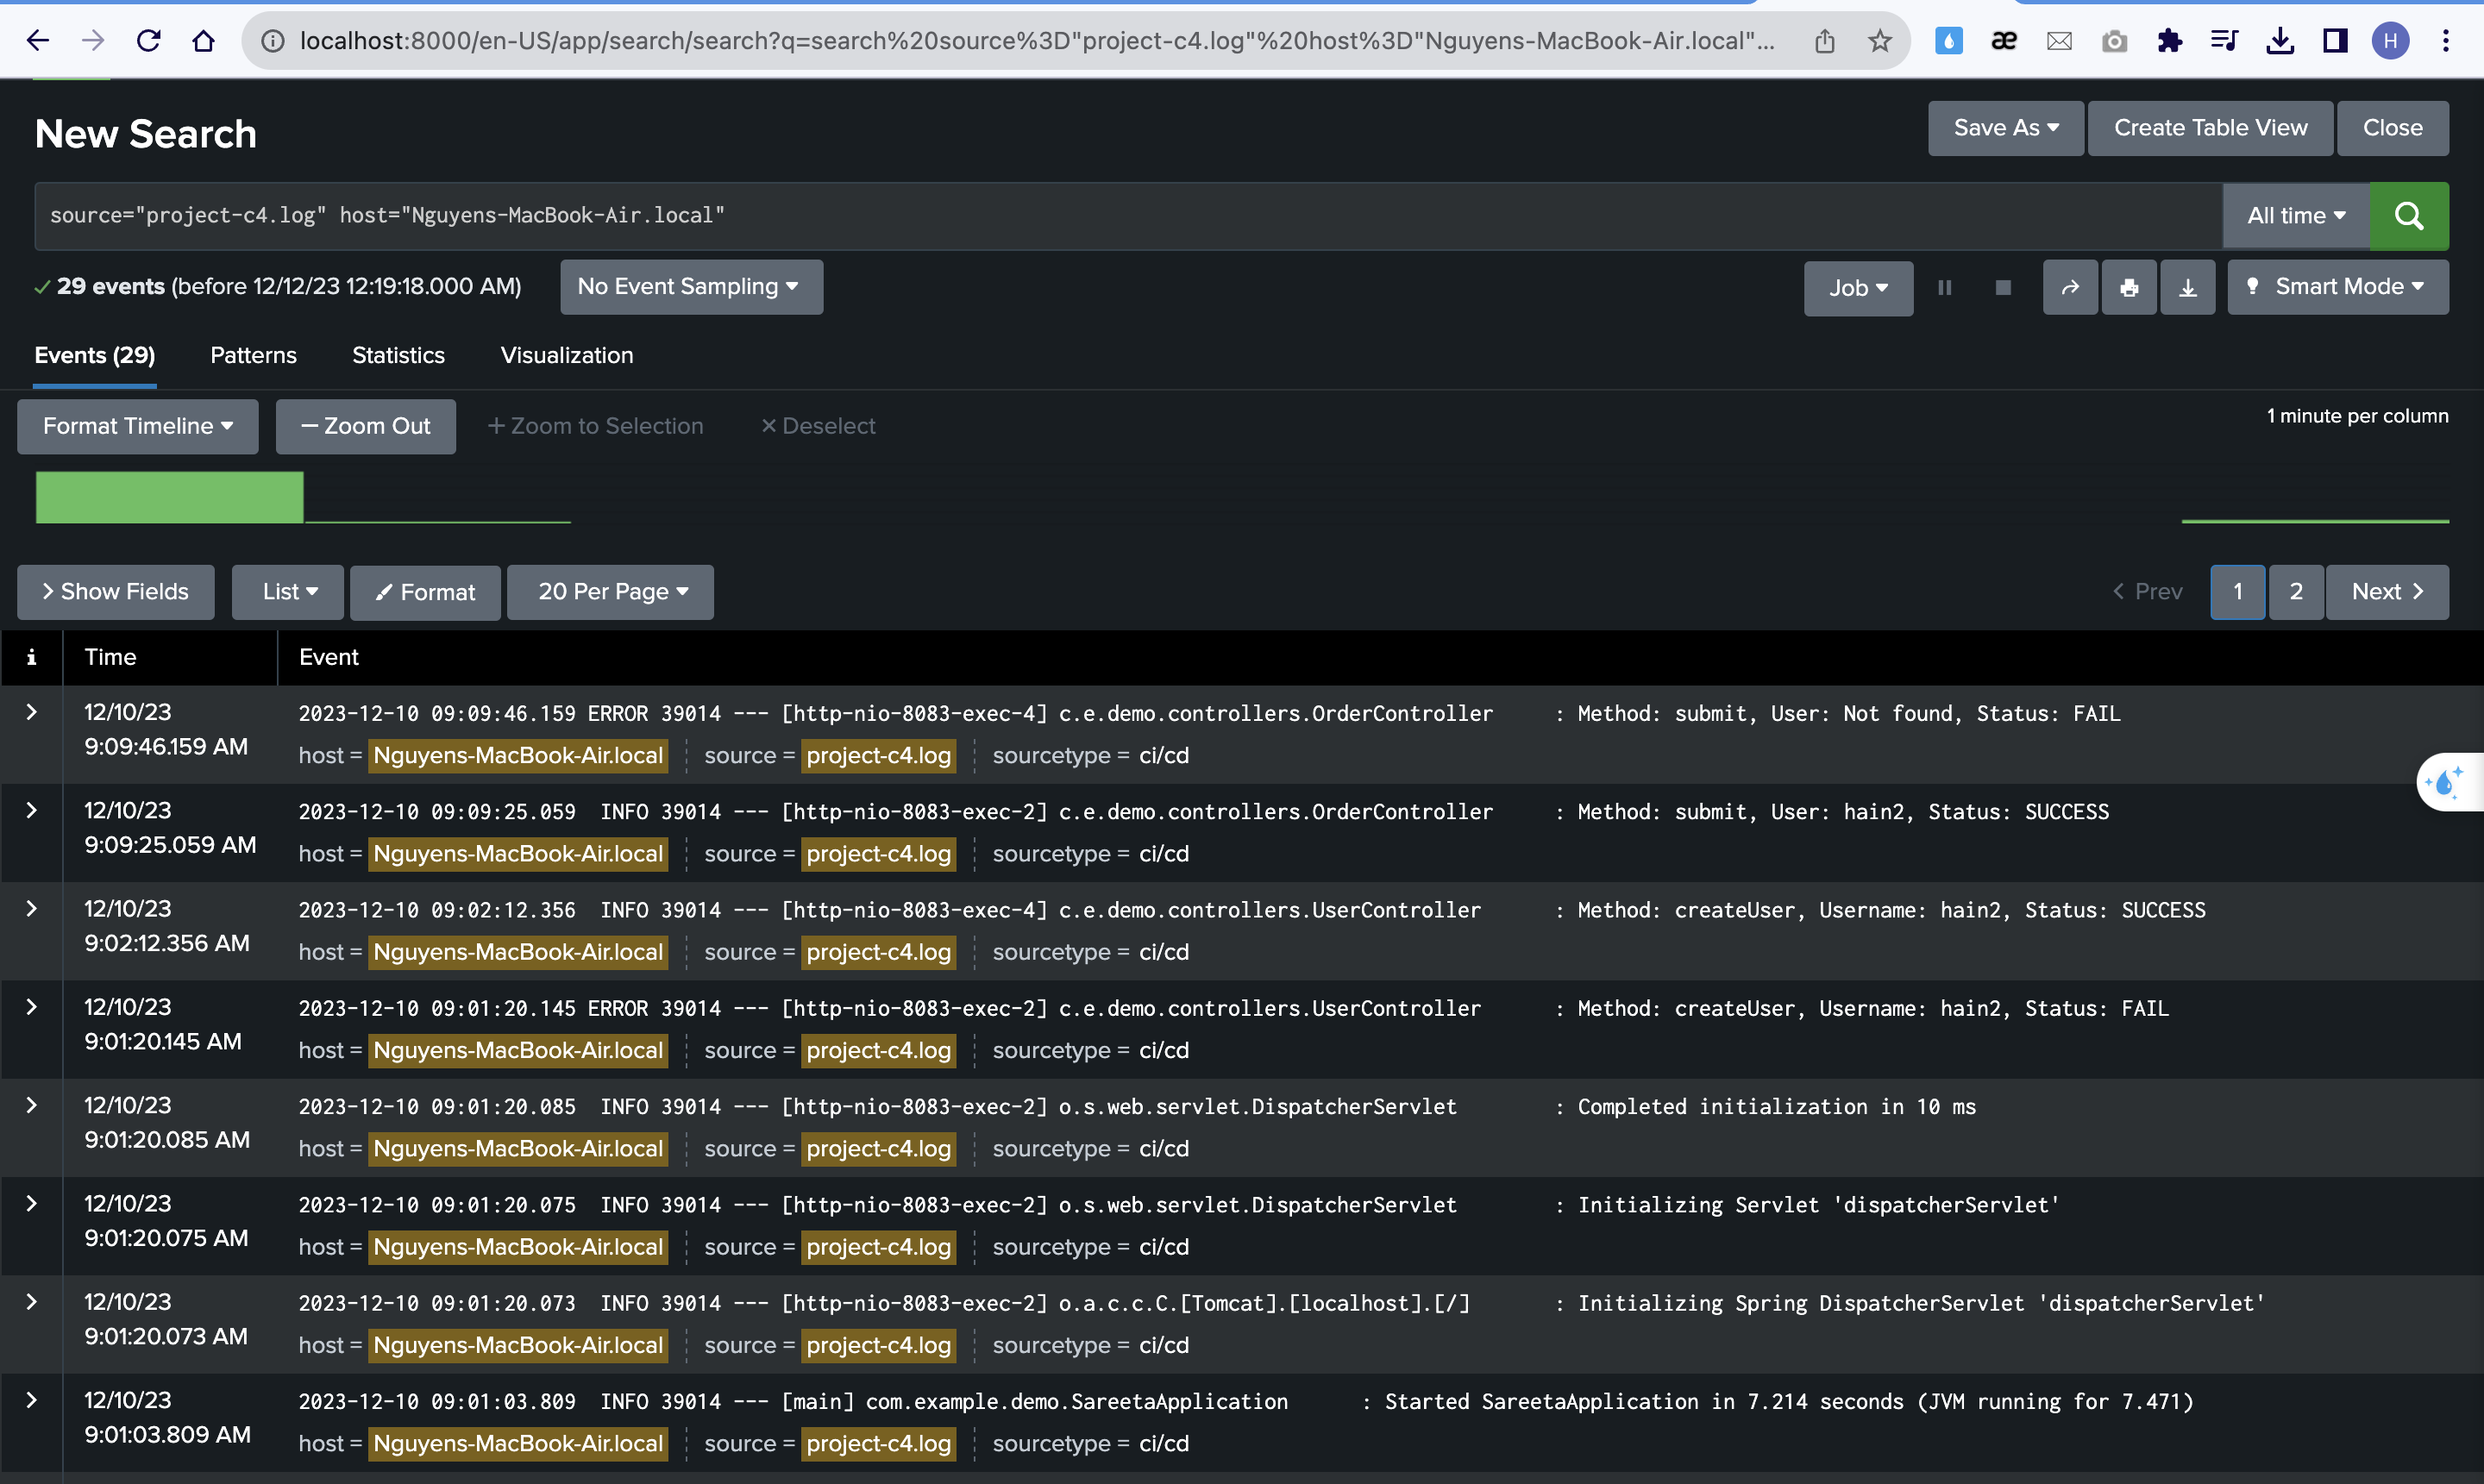 localhost:8000/en-US/app/search/search?q=search%20source%3D"project-c4.log"%20host%3D"Nguyens-MacBook-Air.local"...
æ
H
New Search
Save As
Create Table View
Close
source="project-c4.log" host="Nguyens-MacBook-Air.local"
All time
29 events (before 12/12/23 12:19:18.000 AM)
No Event Sampling
Job
Smart Mode
Events (29)
Patterns
Statistics
Visualization
Format Timeline
— Zoom Out
+ Zoom to Selection
× Deselect
1 minute per column
> Show Fields
List
Format
20 Per Page
< Prev
1
2
Next >
i
Time
Event
12/10/23
9:09:46.159 AM
2023-12-10 09:09:46.159 ERROR 39014 --- [http-nio-8083-exec-4] c.e.demo.controllers.OrderController : Method: submit, User: Not found, Status: FAIL
host = Nguyens-MacBook-Air.local source = project-c4.log sourcetype = ci/cd
12/10/23
9:09:25.059 AM
2023-12-10 09:09:25.059 INFO 39014 --- [http-nio-8083-exec-2] c.e.demo.controllers.OrderController : Method: submit, User: hain2, Status: SUCCESS
host = Nguyens-MacBook-Air.local source = project-c4.log sourcetype = ci/cd
12/10/23
9:02:12.356 AM
2023-12-10 09:02:12.356 INFO 39014 --- [http-nio-8083-exec-4] c.e.demo.controllers.UserController : Method: createUser, Username: hain2, Status: SUCCESS
host = Nguyens-MacBook-Air.local source = project-c4.log sourcetype = ci/cd
12/10/23
9:01:20.145 AM
2023-12-10 09:01:20.145 ERROR 39014 --- [http-nio-8083-exec-2] c.e.demo.controllers.UserController : Method: createUser, Username: hain2, Status: FAIL
host = Nguyens-MacBook-Air.local source = project-c4.log sourcetype = ci/cd
12/10/23
9:01:20.085 AM
2023-12-10 09:01:20.085 INFO 39014 --- [http-nio-8083-exec-2] o.s.web.servlet.DispatcherServlet : Completed initialization in 10 ms
host = Nguyens-MacBook-Air.local source = project-c4.log sourcetype = ci/cd
12/10/23
9:01:20.075 AM
2023-12-10 09:01:20.075 INFO 39014 --- [http-nio-8083-exec-2] o.s.web.servlet.DispatcherServlet : Initializing Servlet 'dispatcherServlet'
host = Nguyens-MacBook-Air.local source = project-c4.log sourcetype = ci/cd
12/10/23
9:01:20.073 AM
2023-12-10 09:01:20.073 INFO 39014 --- [http-nio-8083-exec-2] o.a.c.c.C.[Tomcat].[localhost].[/] : Initializing Spring DispatcherServlet 'dispatcherServlet'
host = Nguyens-MacBook-Air.local source = project-c4.log sourcetype = ci/cd
12/10/23
9:01:03.809 AM
2023-12-10 09:01:03.809 INFO 39014 --- [main] com.example.demo.SareetaApplication : Started SareetaApplication in 7.214 seconds (JVM running for 7.471)
host = Nguyens-MacBook-Air.local source = project-c4.log sourcetype = ci/cd